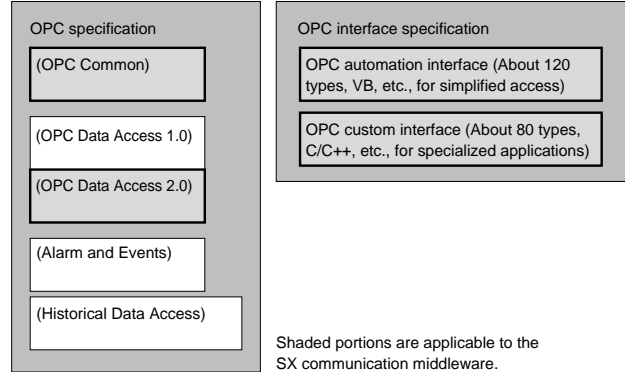 OPC specification
(OPC Common)
(OPC Data Access 1.0)
(OPC Data Access 2.0)
(Alarm and Events)
(Historical Data Access)
OPC interface specification
OPC automation interface (About 120
types, VB, etc., for simplified access)
OPC custom interface (About 80 types,
C/C++, etc., for specialized applications)
Shaded portions are applicable to the
SX communication middleware.